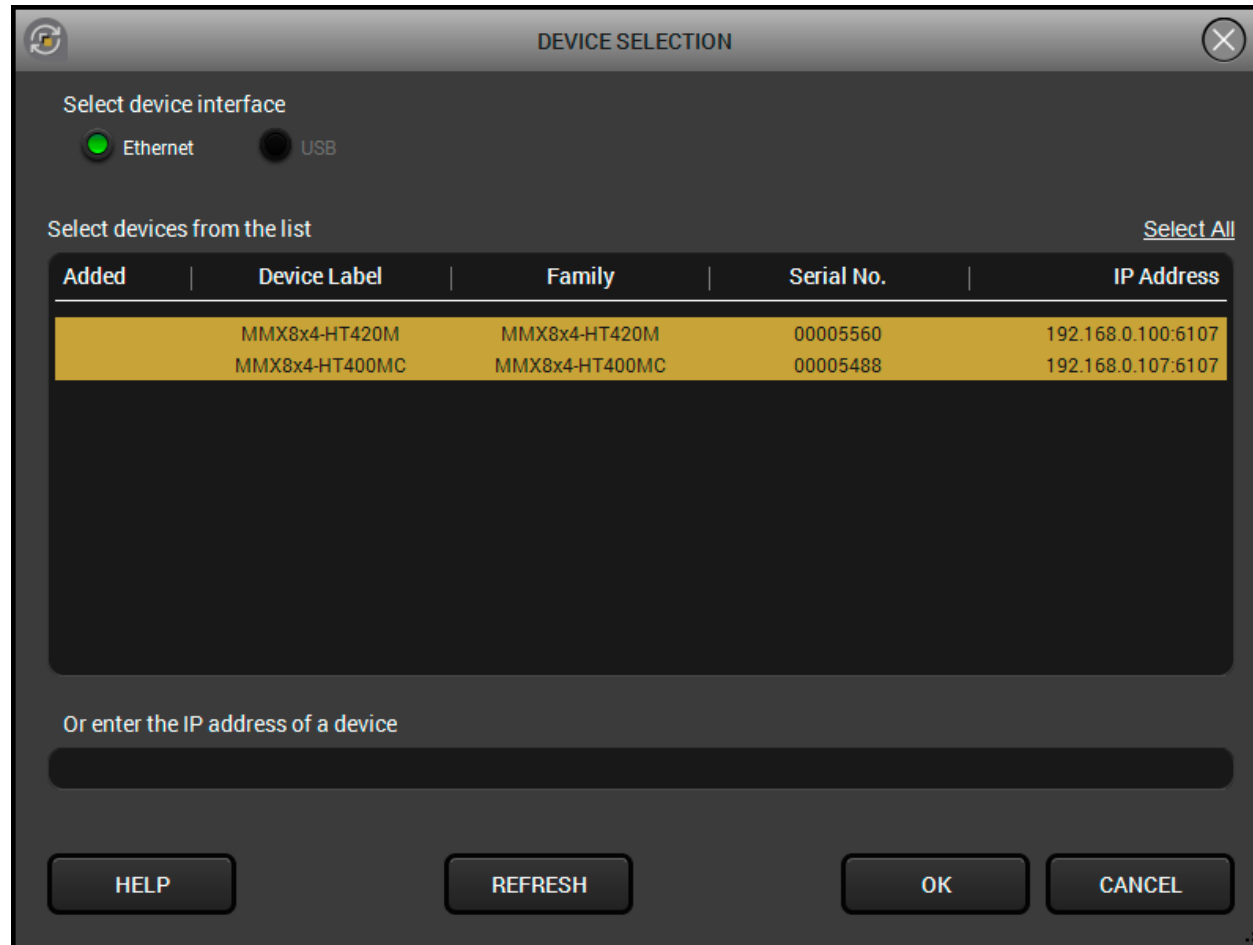 DEVICE SELECTION
Select device interface
Ethernet USB
Select devices from the list Select All
Added | Device Label | Family | Serial No. | IP Address
MMX8x4-HT420M MMX8x4-HT420M 00005560 192.168.0.100:6107
MMX8x4-HT400MC MMX8x4-HT400MC 00005488 192.168.0.107:6107
Or enter the IP address of a device
HELP REFRESH OK CANCEL